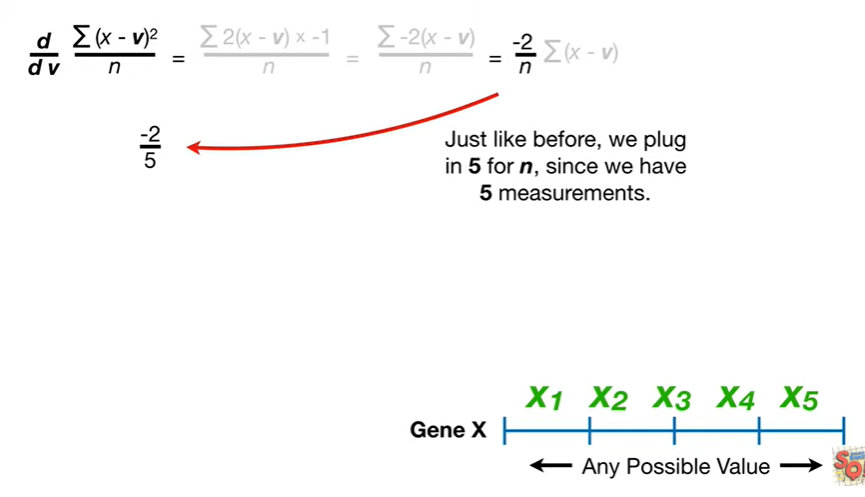 d/dv ∑(x - v)²/n = ∑ 2(x - v) × -1/n = ∑ -2(x - v)/n = -2/n ∑(x - v)
-2/5
Just like before, we plug
in 5 for n, since we have
5 measurements.
X1 X2 X3 X4 X5
Gene X
Any Possible Value